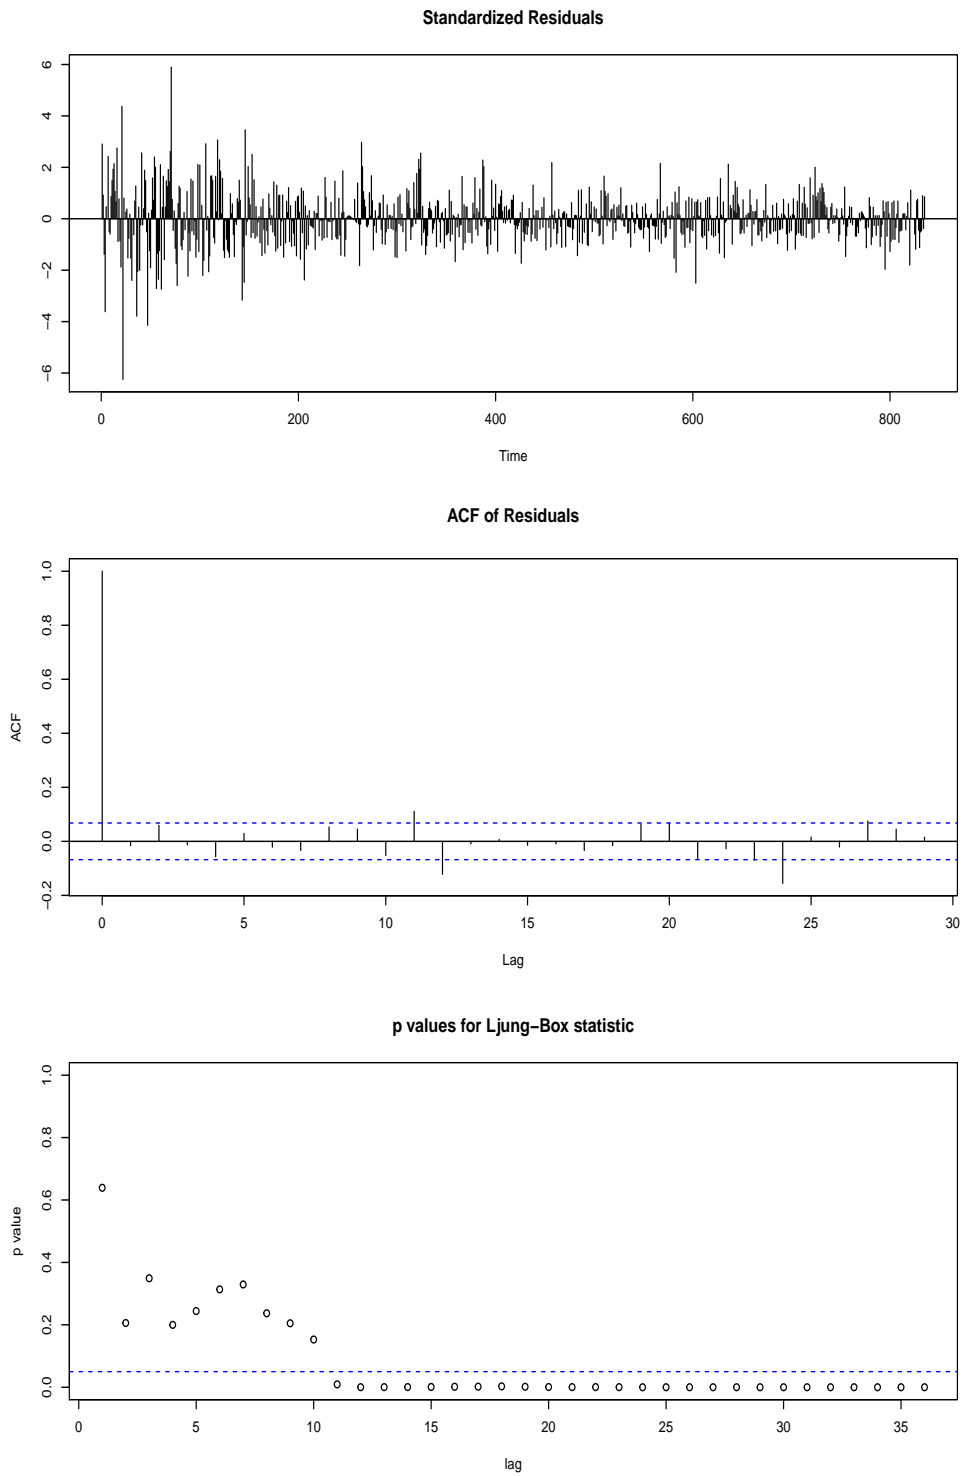 Standardized Residuals
6
4
2
0
−2
−4
−6
0 200 400 600 800
Time
ACF of Residuals
1.0
0.8
0.6
0.4
0.2
0.0
−0.2
ACF
0 5 10 15 20 25 30
Lag
p values for Ljung−Box statistic
1.0
0.8
0.6
0.4
0.2
0.0
p value
0 5 10 15 20 25 30 35
lag